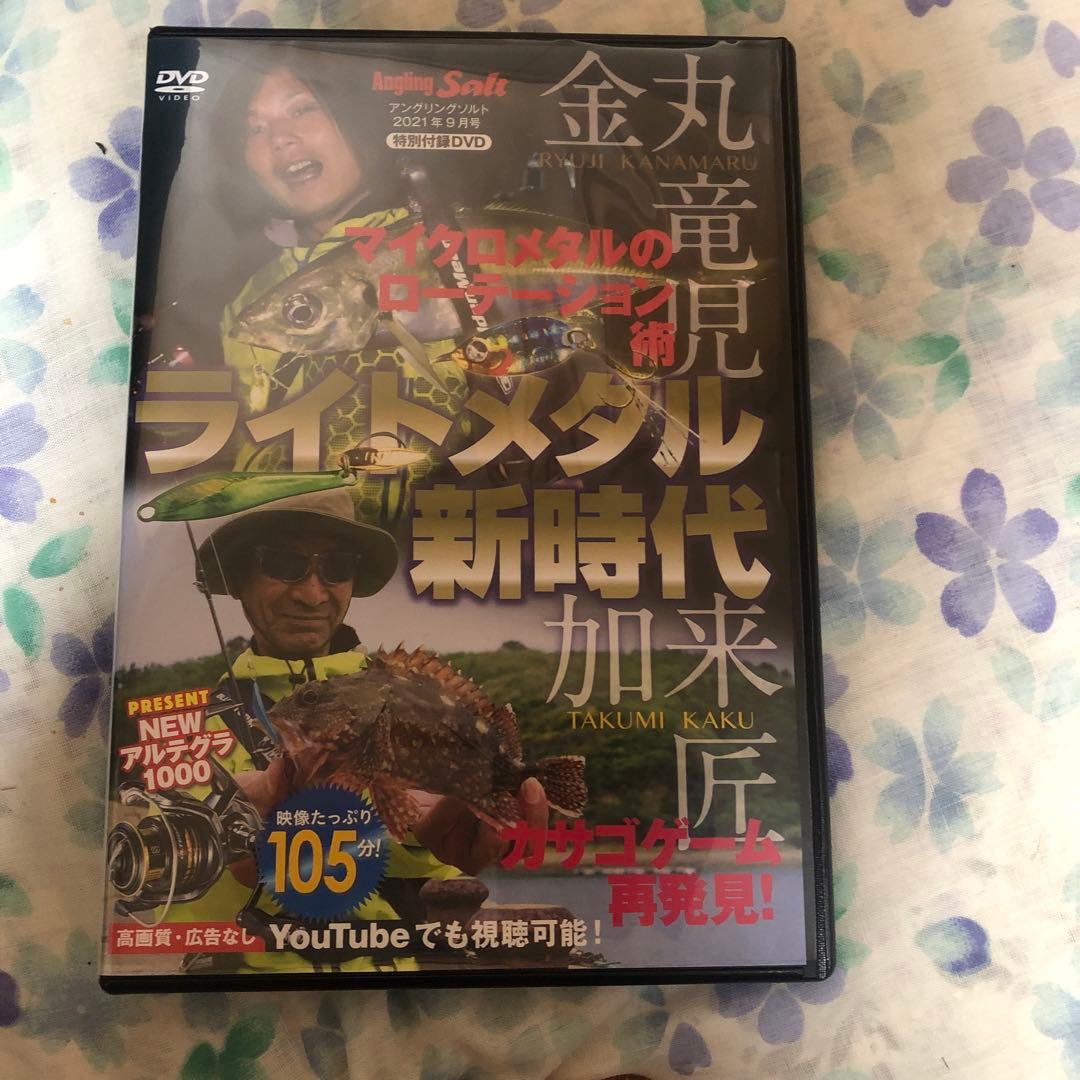 DVD
VIDEO
Angling Salt
アングリングソルト
2021年9月号
特別付録DVD
金丸竜児
RYUJI KANAMARU
マイクロメタルの
ローテーション
術
ライトメタル
新時代
加来匠
TAKUMI KAKU
PRESENT
NEW
アルテグラ
1000
映像たっぷり
105分!
カサゴゲーム
再発見!
高画質・広告なし
YouTubeでも視聴可能!